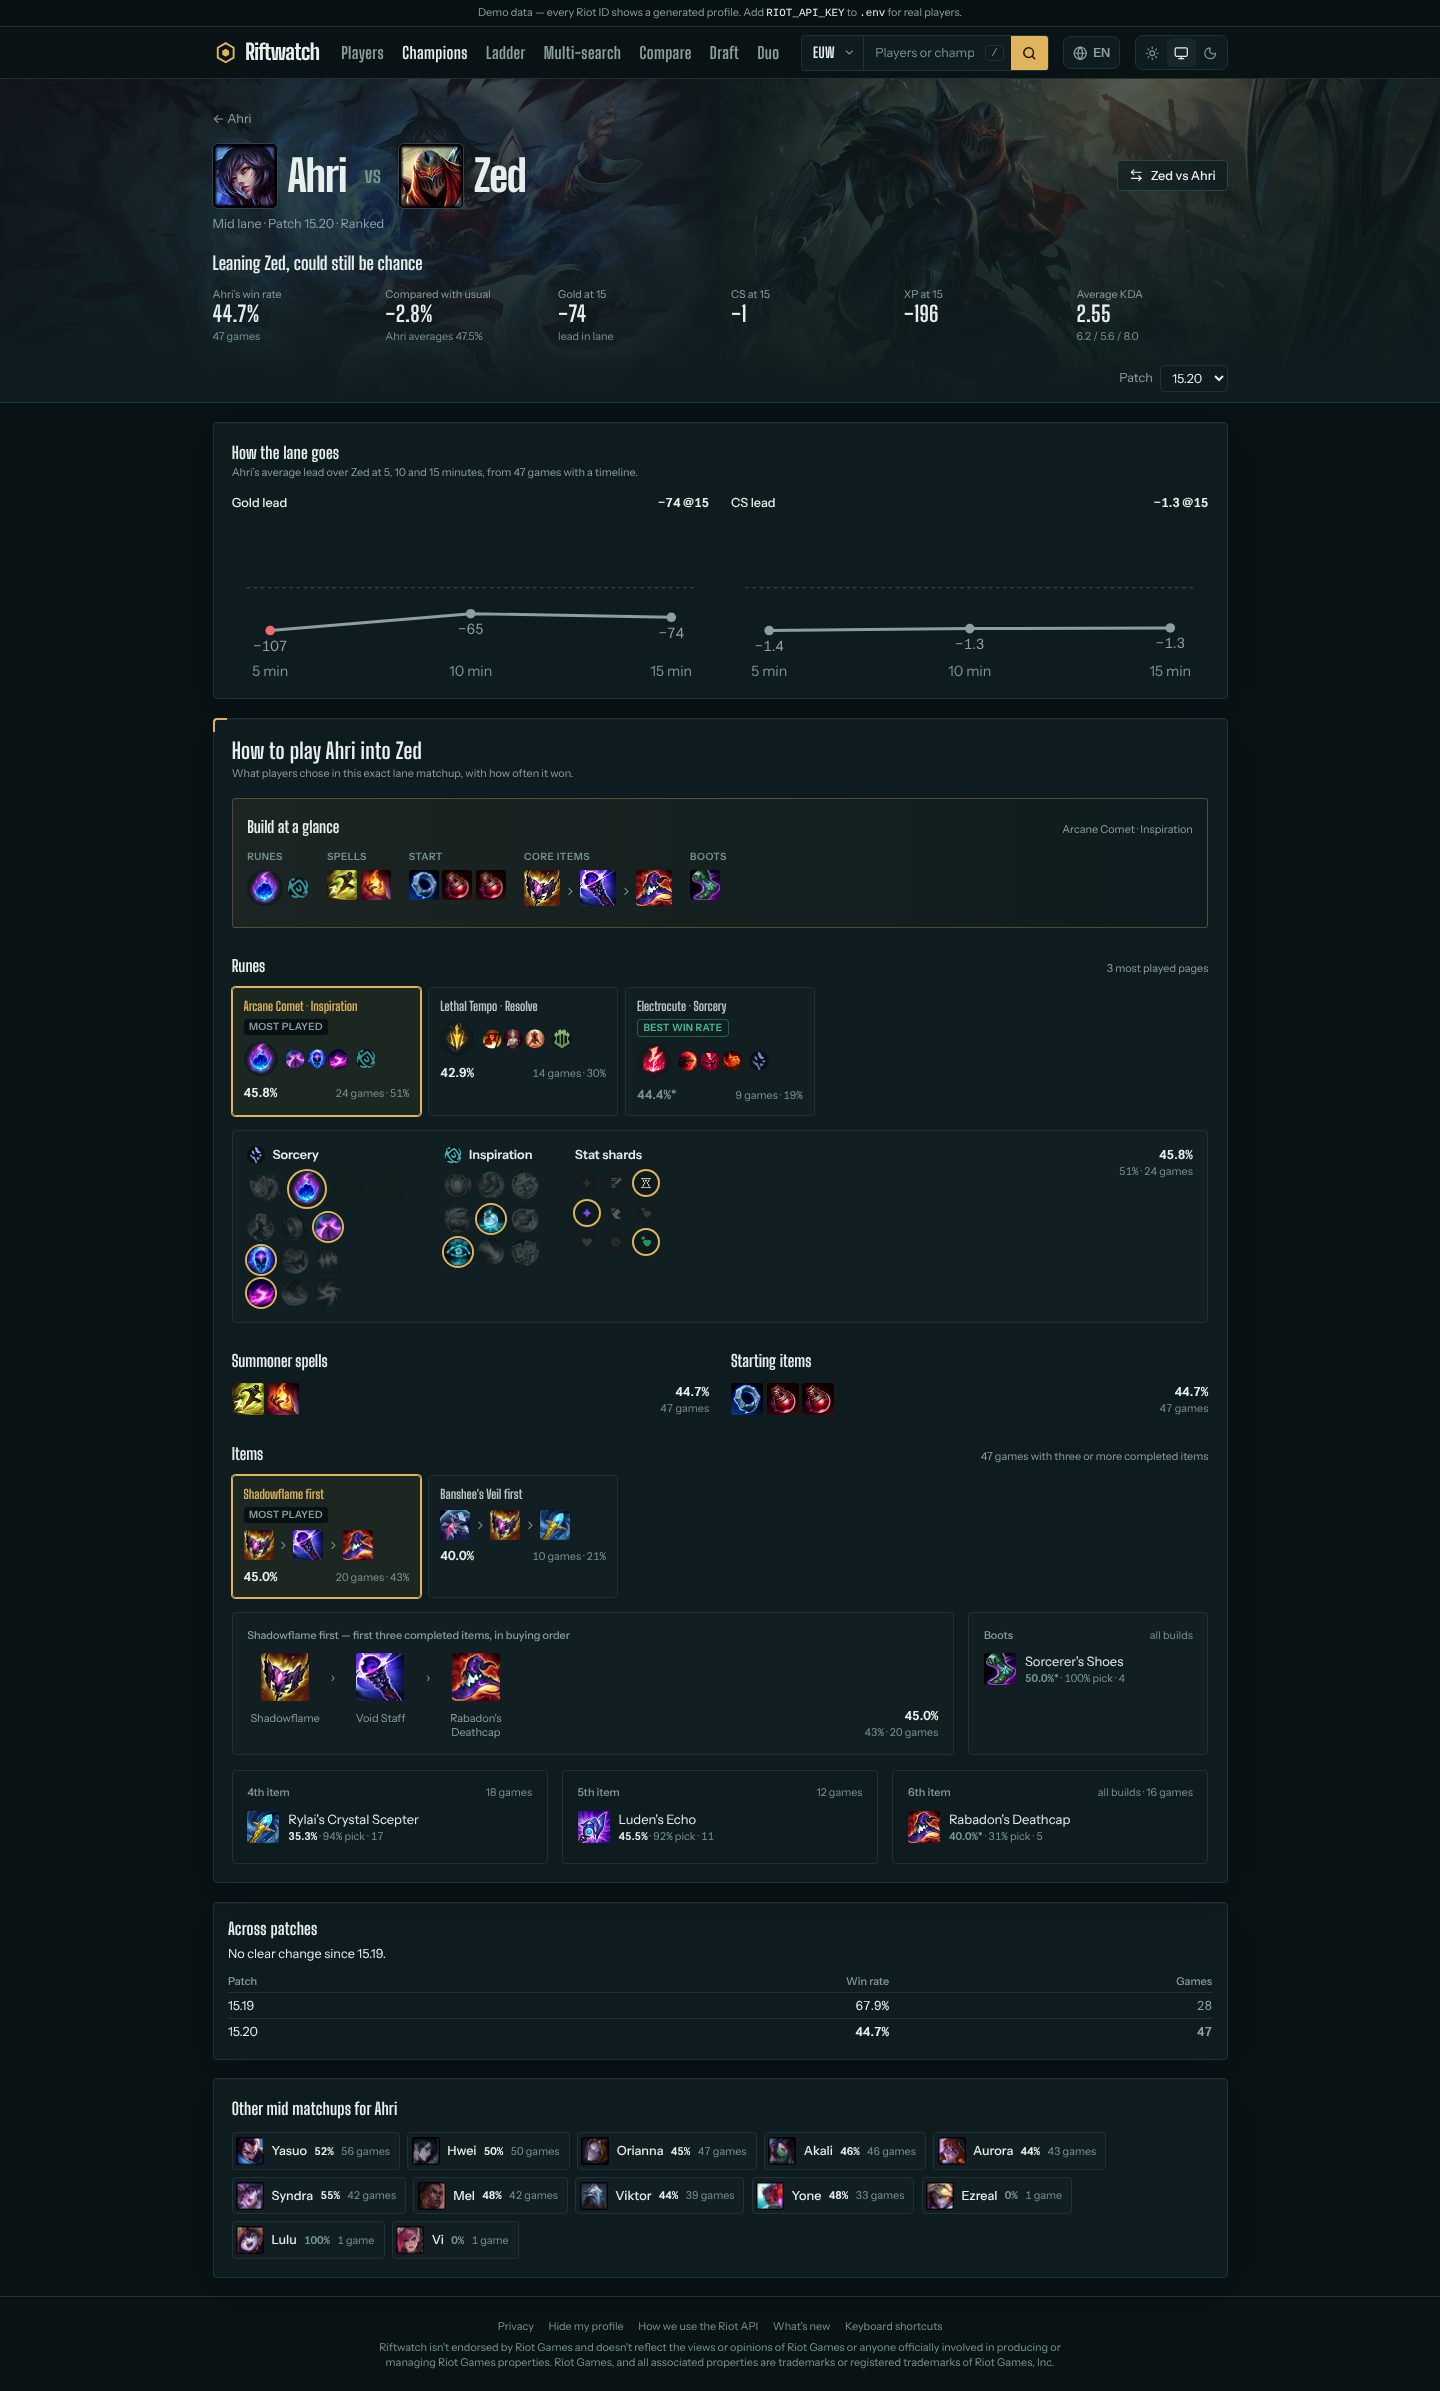 Demo data — every Riot ID shows a generated profile. Add RIOT_API_KEY to .env for real players.
Riftwatch Players Champions Ladder Multi-search Compare Draft Duo EUW Players or champ / EN
← Ahri
Ahri vs Zed
Zed vs Ahri
Mid lane · Patch 15.20 · Ranked
Leaning Zed, could still be chance
Ahri's win rate Compared with usual Gold at 15 CS at 15 XP at 15 Average KDA
44.7% −2.8% −74 −1 −196 2.55
47 games Ahri averages 47.5% lead in lane 6.2 / 5.6 / 8.0
Patch 15.20
How the lane goes
Ahri's average lead over Zed at 5, 10 and 15 minutes, from 47 games with a timeline.
Gold lead −74 @15 CS lead −1.3 @15
−107 −65 −74 −1.4 −1.3 −1.3
5 min 10 min 15 min 5 min 10 min 15 min
How to play Ahri into Zed
What players chose in this exact lane matchup, with how often it won.
Build at a glance Arcane Comet · Inspiration
RUNES SPELLS START CORE ITEMS BOOTS
Runes 3 most played pages
Arcane Comet · Inspiration Lethal Tempo · Resolve Electrocute · Sorcery
MOST PLAYED BEST WIN RATE
45.8% 24 games · 51% 42.9% 14 games · 30% 44.4%* 9 games · 19%
Sorcery Inspiration Stat shards 45.8%
51% · 24 games
Summoner spells Starting items
44.7% 44.7%
47 games 47 games
Items 47 games with three or more completed items
Shadowflame first Banshee's Veil first
MOST PLAYED
45.0% 20 games · 43% 40.0% 10 games · 21%
Shadowflame first — first three completed items, in buying order Boots all builds
Sorcerer's Shoes
50.0%* · 100% pick · 4
Shadowflame Void Staff Rabadon's Deathcap
45.0%
43% · 20 games
4th item 18 games 5th item 12 games 6th item all builds · 16 games
Rylai's Crystal Scepter Luden's Echo Rabadon's Deathcap
35.3% · 94% pick · 17 45.5% · 92% pick · 11 40.0%* · 31% pick · 5
Across patches
No clear change since 15.19.
Patch Win rate Games
15.19 67.9% 28
15.20 44.7% 47
Other mid matchups for Ahri
Yasuo 52% 56 games Hwei 50% 50 games Orianna 45% 47 games Akali 46% 46 games Aurora 44% 43 games
Syndra 55% 42 games Mel 48% 42 games Viktor 44% 39 games Yone 48% 33 games Ezreal 0% 1 game
Lulu 100% 1 game Vi 0% 1 game
Privacy Hide my profile How we use the Riot API What's new Keyboard shortcuts
Riftwatch isn't endorsed by Riot Games and doesn't reflect the views or opinions of Riot Games or anyone officially involved in producing or
managing Riot Games properties. Riot Games, and all associated properties are trademarks or registered trademarks of Riot Games, Inc.